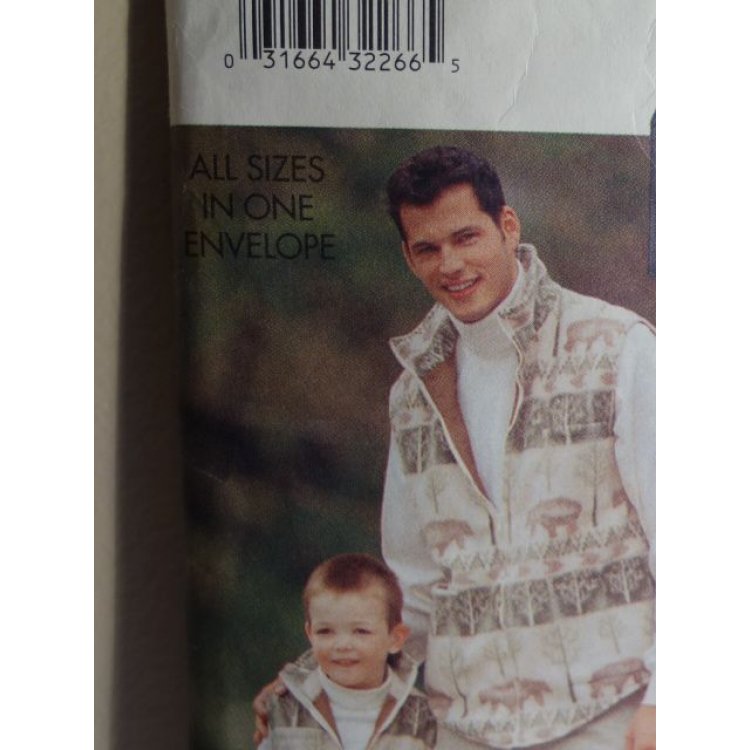 0 31664 32266 5
ALL SIZES
IN ONE
ENVELOPE